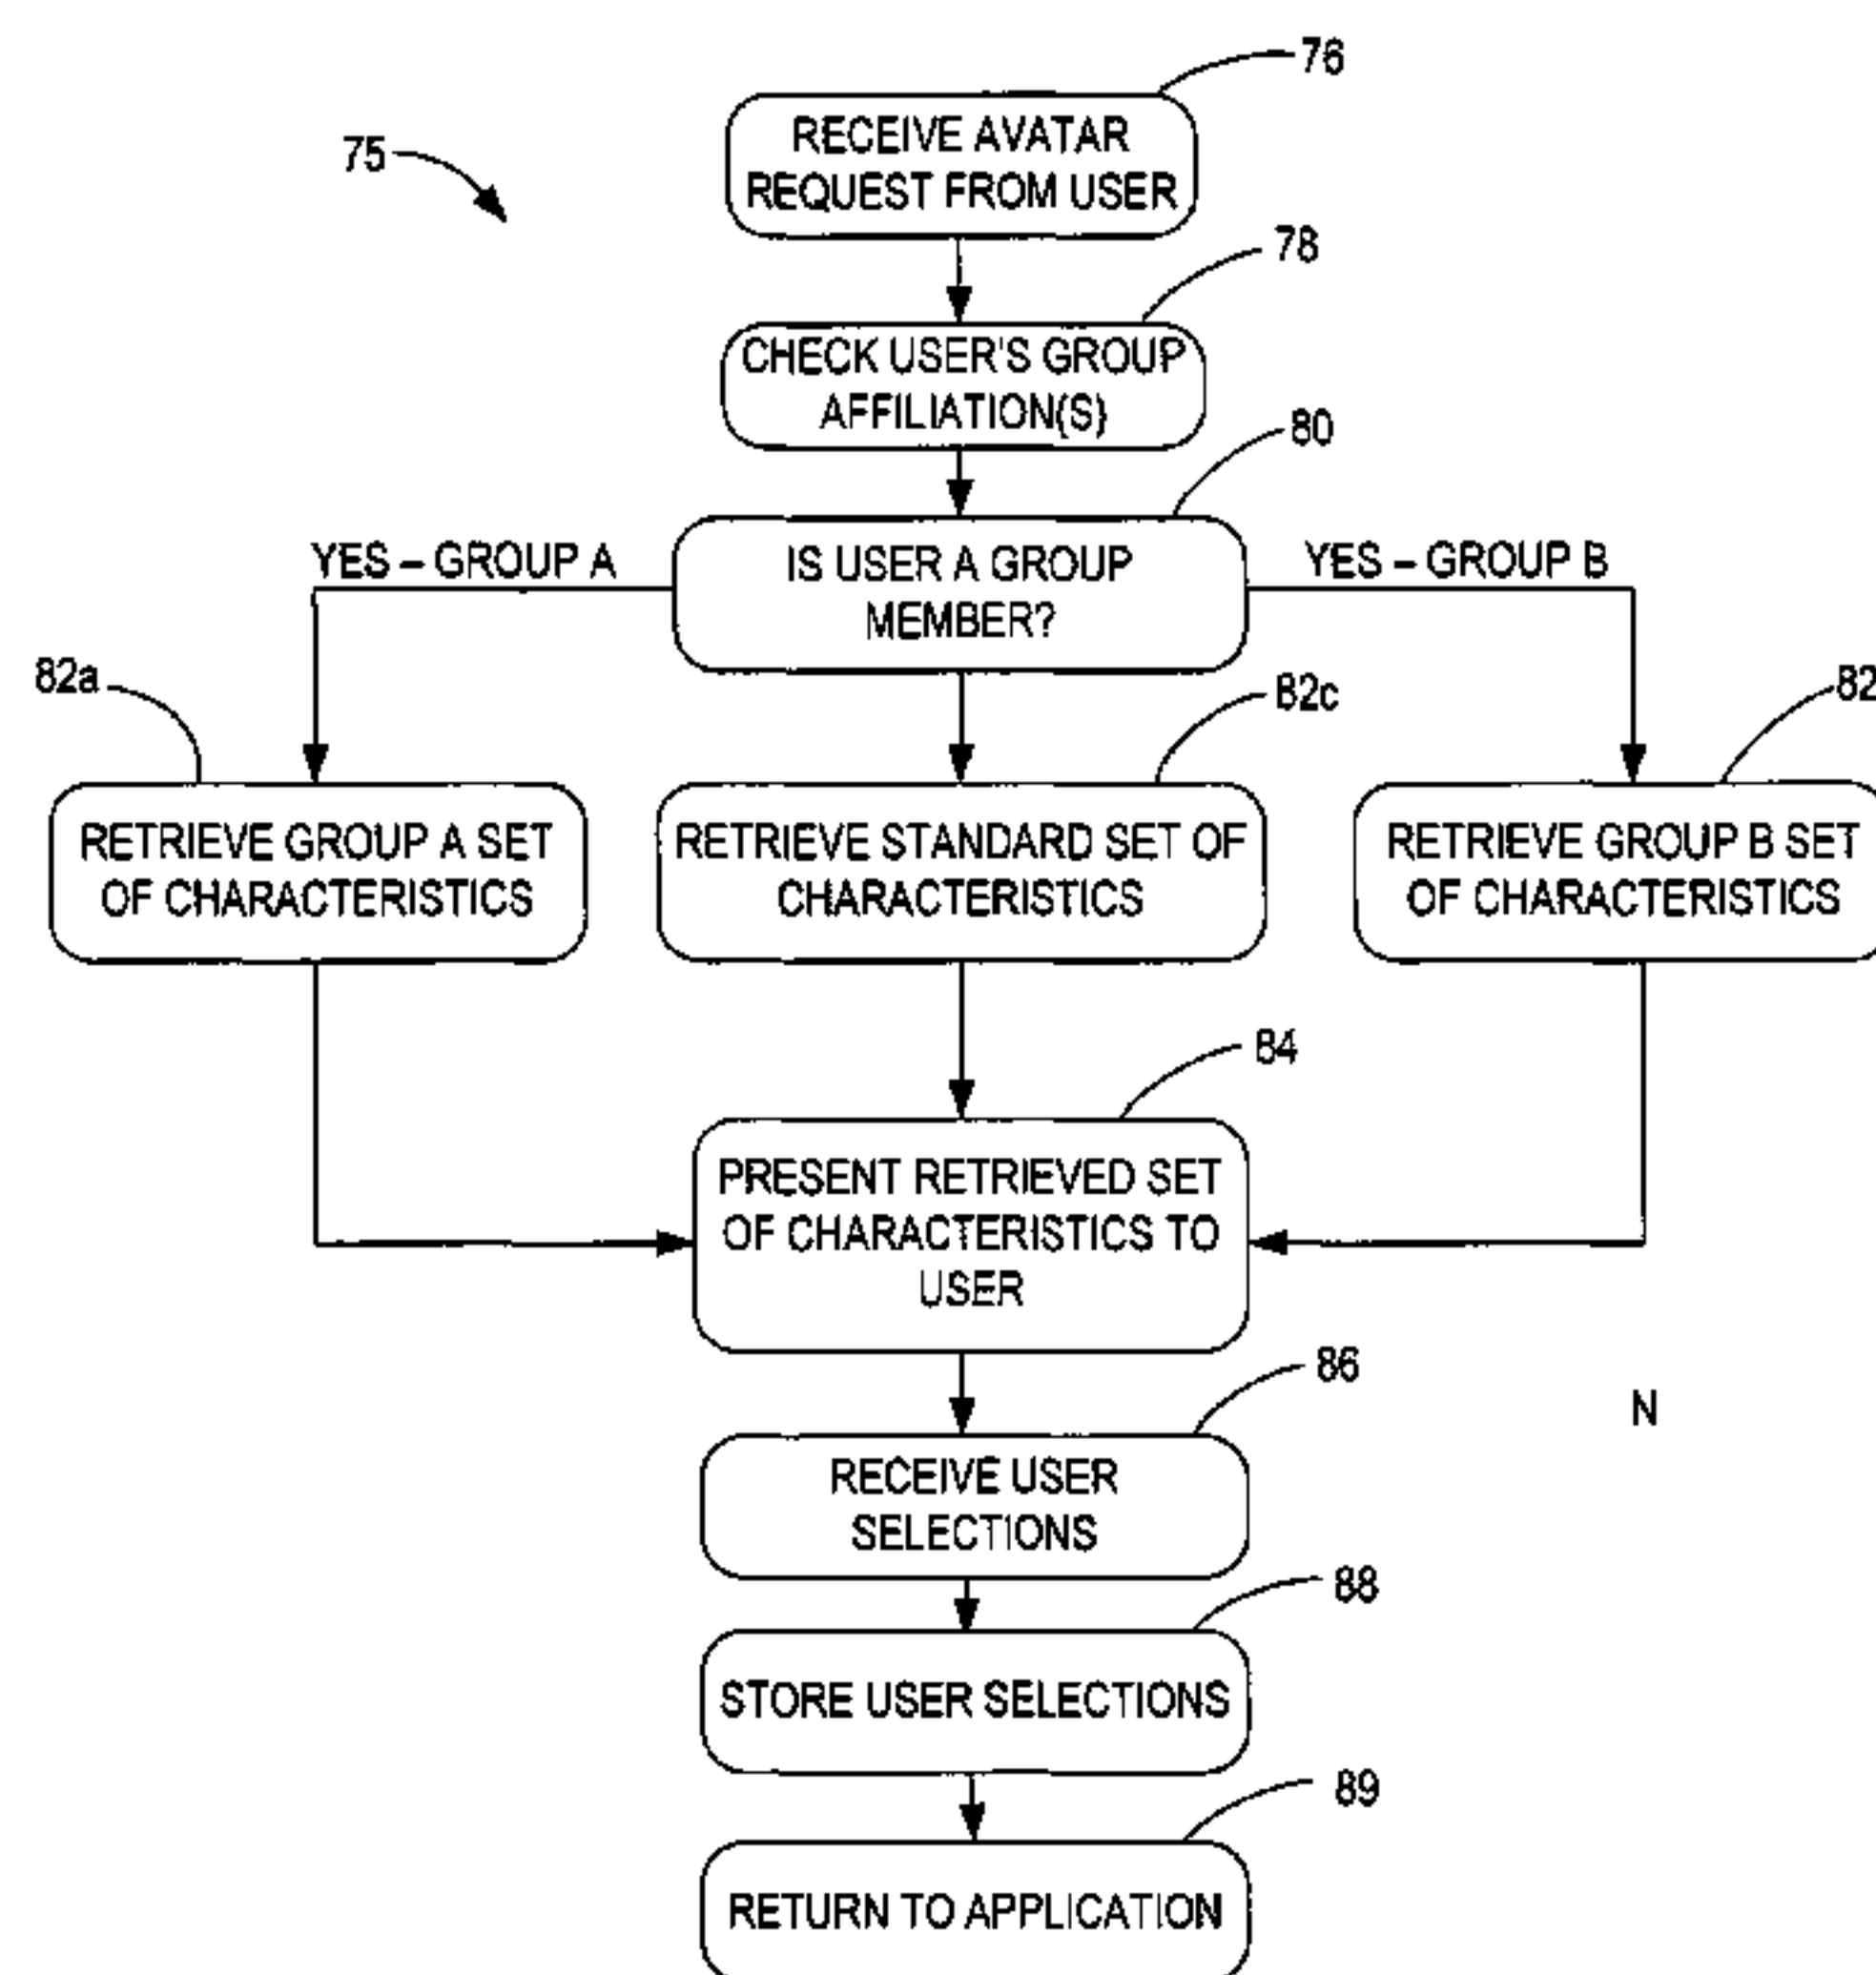 76
75
RECEIVE AVATAR
REQUEST FROM USER
78
CHECK USER'S GROUP
AFFILIATION(S)
80
YES – GROUP A
IS USER A GROUP
MEMBER?
YES – GROUP B
82a
82c
82
RETRIEVE GROUP A SET
OF CHARACTERISTICS
RETRIEVE STANDARD SET OF
CHARACTERISTICS
RETRIEVE GROUP B SET
OF CHARACTERISTICS
84
PRESENT RETRIEVED SET
OF CHARACTERISTICS TO
USER
86
N
RECEIVE USER
SELECTIONS
88
STORE USER SELECTIONS
89
RETURN TO APPLICATION